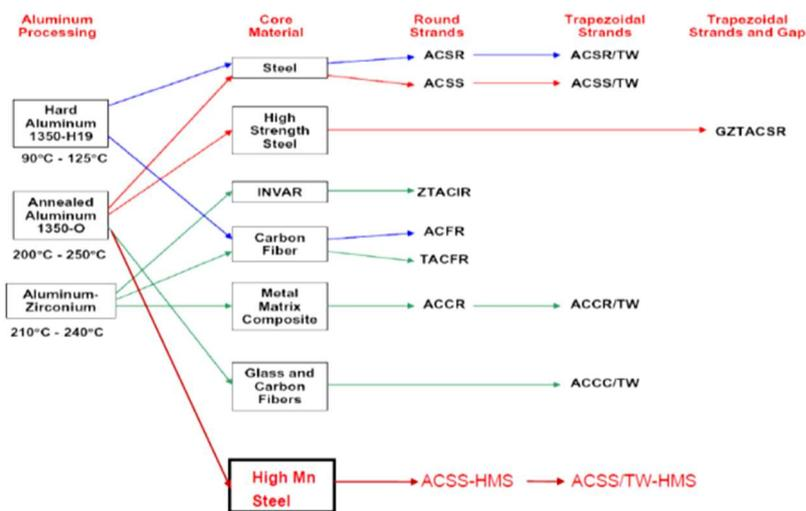 Aluminum
Processing
Core
Material
Round
Strands
Trapezoidal
Strands
Trapezoidal
Strands and Gap
Hard
Aluminum
1350-H19
90°C - 125°C
Annealed
Aluminum
1350-O
200°C - 250°C
Aluminum-
Zirconium
210°C - 240°C
Steel
High
Strength
Steel
INVAR
Carbon
Fiber
Metal
Matrix
Composite
Glass and
Carbon
Fibers
High Mn
Steel
ACSR
ACSS
ZTACIR
ACFR
TACFR
ACCR
ACSS-HMS
ACSR/TW
ACSS/TW
ACCR/TW
ACCC/TW
ACSS/TW-HMS
GZTACSR